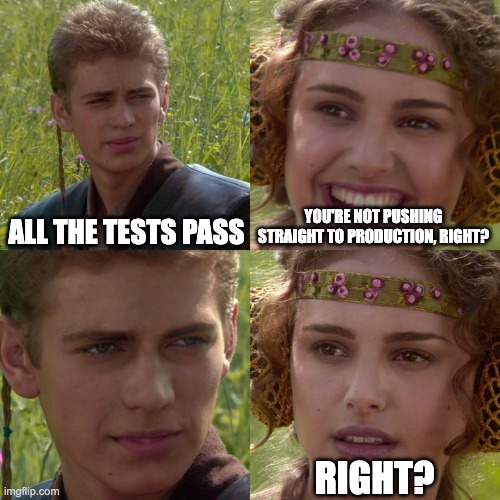 ALL THE TESTS PASS
YOU'RE NOT PUSHING
STRAIGHT TO PRODUCTION, RIGHT?
RIGHT?
imgflip.com